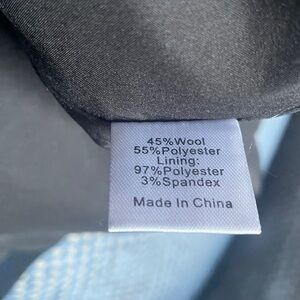 45%Wool
55%Polyester
Lining:
97%Polyester
3%Spandex
Made In China